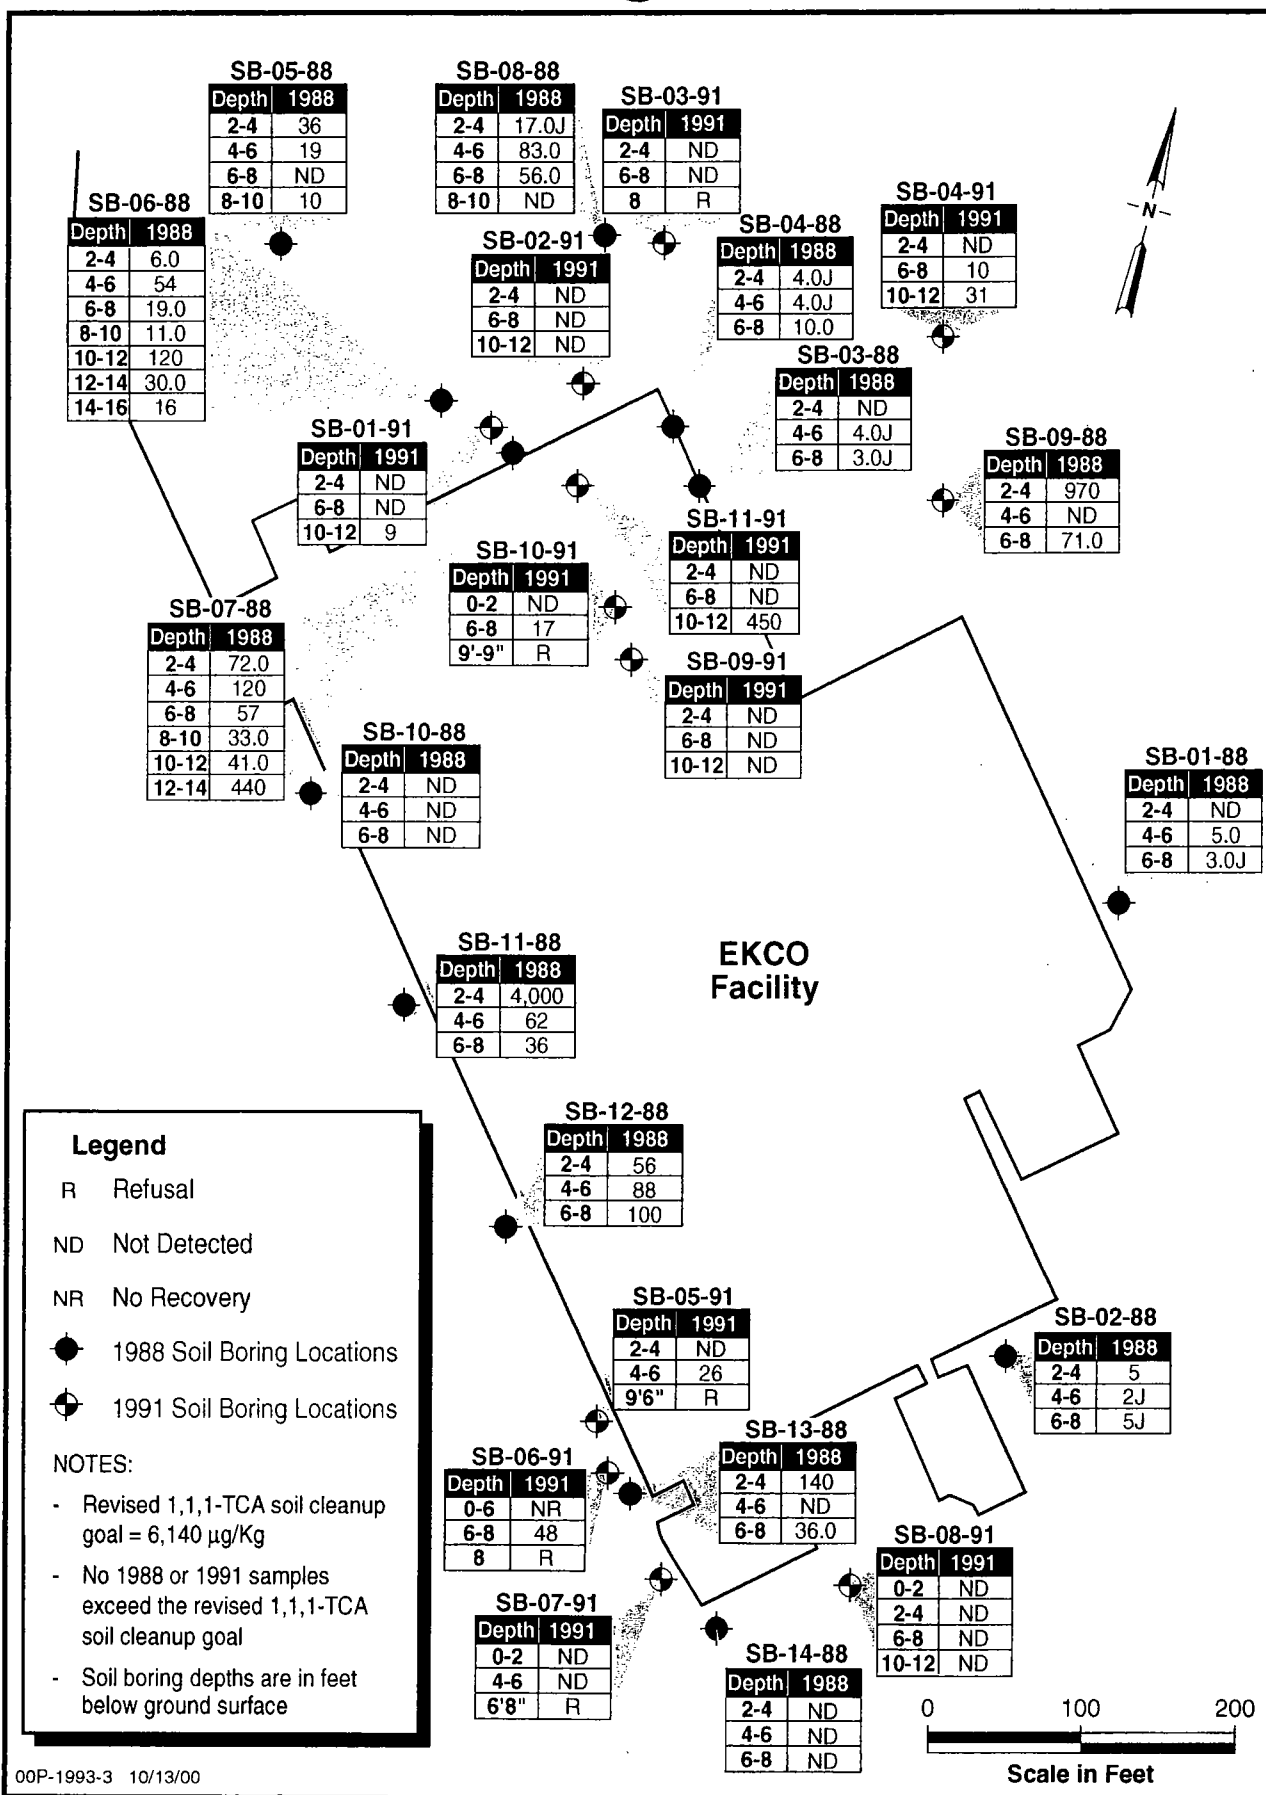 SB-05-88
Depth 1988
2-4 36
4-6 19
6-8 ND
8-10 10
SB-08-88
Depth 1988
2-4 17.0J
4-6 83.0
6-8 56.0
8-10 ND
SB-03-91
Depth 1991
2-4 ND
6-8 ND
8 R
SB-06-88
Depth 1988
2-4 6.0
4-6 54
6-8 19.0
8-10 11.0
10-12 120
12-14 30.0
14-16 16
SB-02-91
Depth 1991
2-4 ND
6-8 ND
10-12 ND
SB-04-88
Depth 1988
2-4 4.0J
4-6 4.0J
6-8 10.0
SB-04-91
Depth 1991
2-4 ND
6-8 10
10-12 31
N
SB-03-88
Depth 1988
2-4 ND
4-6 4.0J
6-8 3.0J
SB-01-91
Depth 1991
2-4 ND
6-8 ND
10-12 9
SB-09-88
Depth 1988
2-4 970
4-6 ND
6-8 71.0
SB-11-91
Depth 1991
2-4 ND
6-8 ND
10-12 450
SB-10-91
Depth 1991
0-2 ND
6-8 17
9'-9" R
SB-07-88
Depth 1988
2-4 72.0
4-6 120
6-8 57
8-10 33.0
10-12 41.0
12-14 440
SB-09-91
Depth 1991
2-4 ND
6-8 ND
10-12 ND
SB-10-88
Depth 1988
2-4 ND
4-6 ND
6-8 ND
SB-01-88
Depth 1988
2-4 ND
4-6 5.0
6-8 3.0J
SB-11-88
Depth 1988
2-4 4,000
4-6 62
6-8 36
EKCO
Facility
SB-12-88
Depth 1988
2-4 56
4-6 88
6-8 100
SB-05-91
Depth 1991
2-4 ND
4-6 26
9'6" R
SB-02-88
Depth 1988
2-4 5
4-6 2J
6-8 5J
SB-13-88
Depth 1988
2-4 140
4-6 ND
6-8 36.0
SB-06-91
Depth 1991
0-6 NR
6-8 48
8 R
SB-08-91
Depth 1991
0-2 ND
2-4 ND
6-8 ND
10-12 ND
SB-07-91
Depth 1991
0-2 ND
4-6 ND
6'8" R
SB-14-88
Depth 1988
2-4 ND
4-6 ND
6-8 ND
Legend
R Refusal
ND Not Detected
NR No Recovery
1988 Soil Boring Locations
1991 Soil Boring Locations
NOTES:
- Revised 1,1,1-TCA soil cleanup
goal = 6,140 µg/Kg
- No 1988 or 1991 samples
exceed the revised 1,1,1-TCA
soil cleanup goal
- Soil boring depths are in feet
below ground surface
0 100 200
Scale in Feet
00P-1993-3 10/13/00